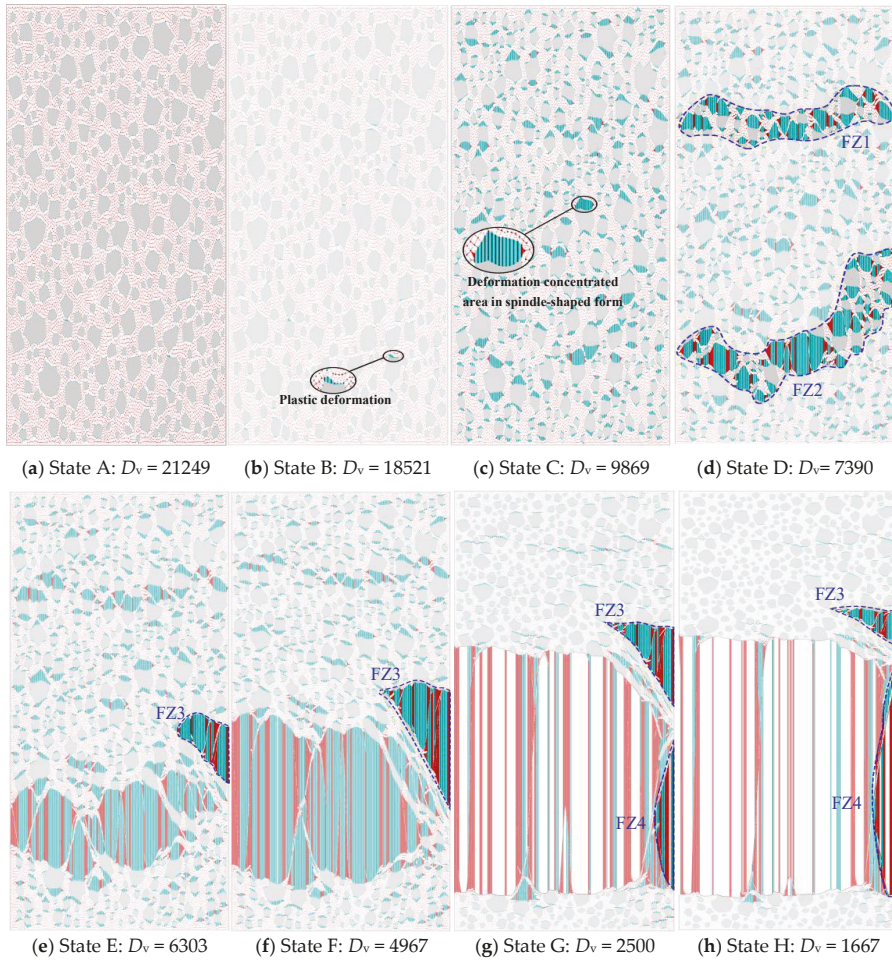 FZ1
Deformation concentrated
area in spindle-shaped form
Plastic deformation
FZ2
(a) State A: Dv = 21249
(b) State B: Dv = 18521
(c) State C: Dv = 9869
(d) State D: Dv= 7390
FZ3
FZ3
FZ3
FZ3
FZ4
FZ4
(e) State E: Dv = 6303
(f) State F: Dv = 4967
(g) State G: Dv = 2500
(h) State H: Dv = 1667